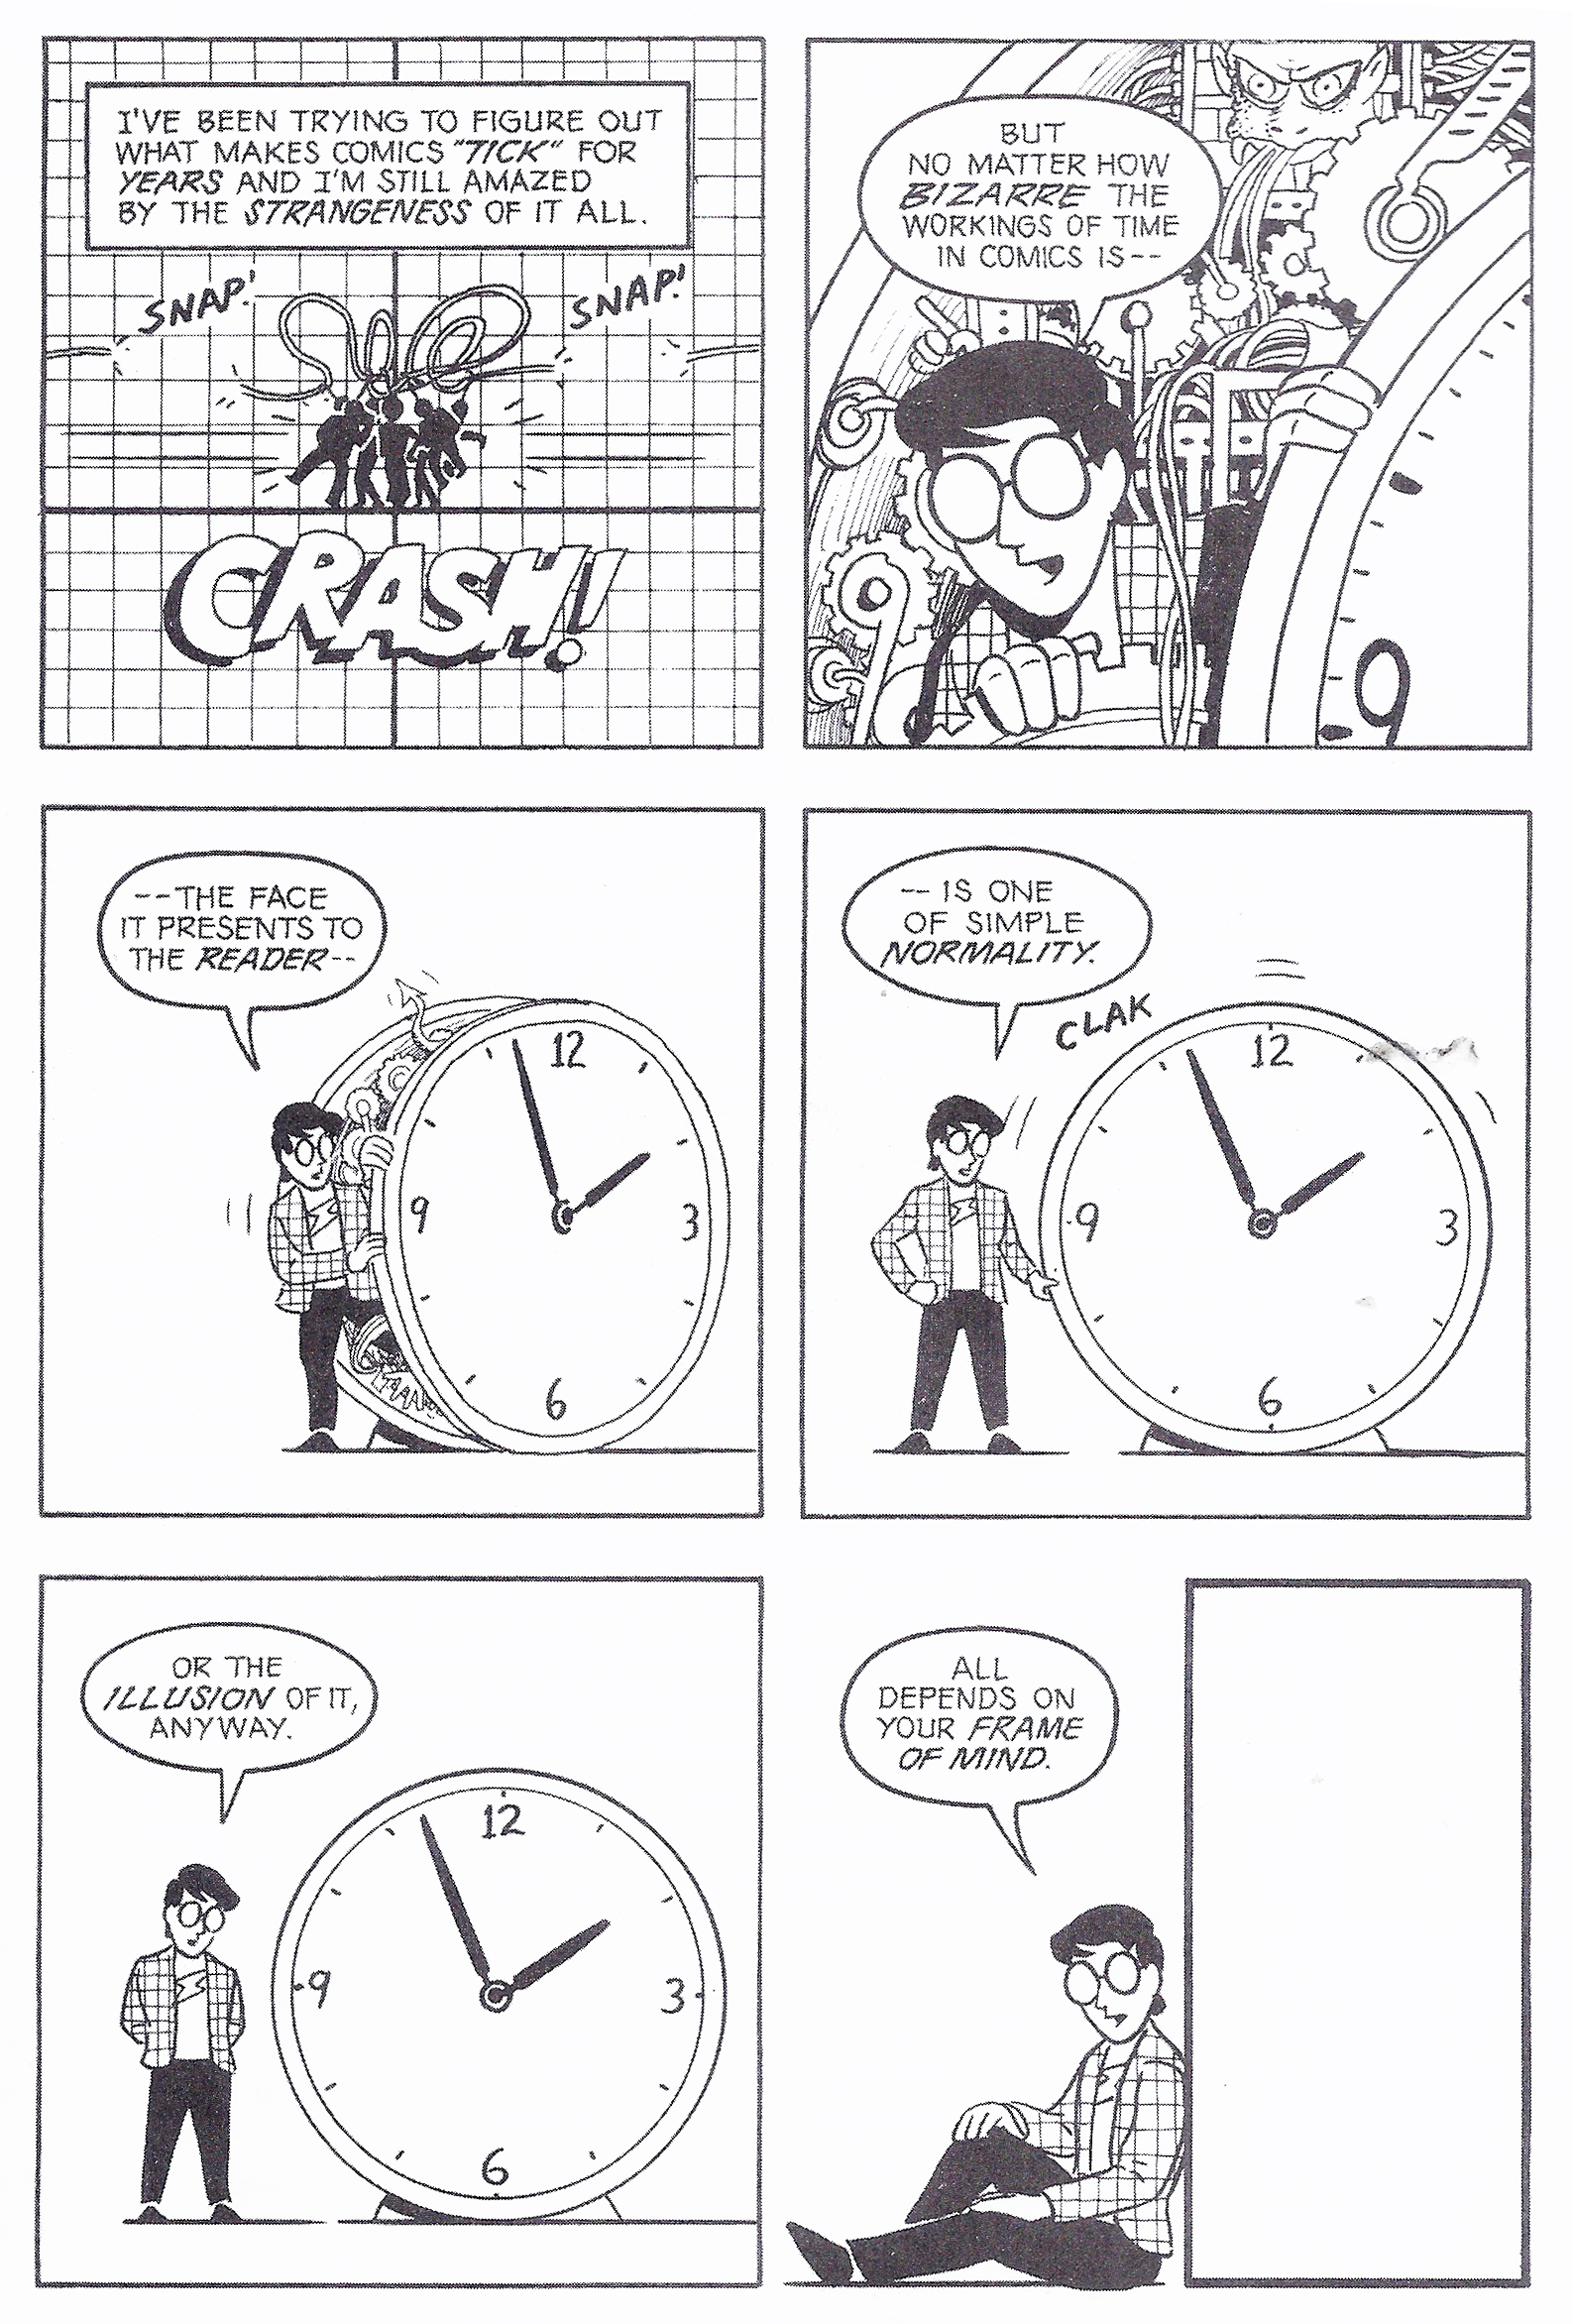 I'VE BEEN TRYING TO FIGURE OUT
WHAT MAKES COMICS "TICK" FOR
YEARS AND I'M STILL AMAZED
BY THE STRANGENESS OF IT ALL.
SNAP!
SNAP!
CRASH!
BUT
NO MATTER HOW
BIZARRE THE
WORKINGS OF TIME
IN COMICS IS--
9
--THE FACE
IT PRESENTS TO
THE READER--
12
9
3
6
-- IS ONE
OF SIMPLE
NORMALITY.
CLAK
12
9
3
6
OR THE
ILLUSION OF IT,
ANYWAY.
12
9
3
6
ALL
DEPENDS ON
YOUR FRAME
OF MIND.